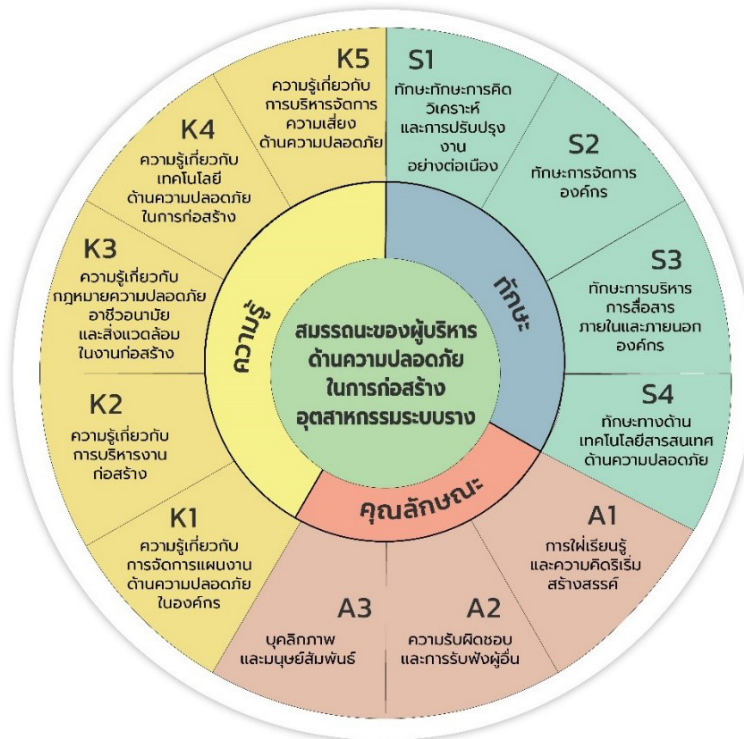 สมรรถนะของผู้บริหาร
ด้านความปลอดภัย
ในการก่อสร้าง
อุตสาหกรรมระบบราง
ความรู้
ทักษะ
คุณลักษณะ
K1
ความรู้เกี่ยวกับ
การจัดการแผนงาน
ด้านความปลอดภัย
ในองค์กร
K2
ความรู้เกี่ยวกับ
การบริหารงาน
ก่อสร้าง
K3
ความรู้เกี่ยวกับ
กฎหมายความปลอดภัย
อาชีวอนามัย
และสิ่งแวดล้อม
ในงานก่อสร้าง
K4
ความรู้เกี่ยวกับ
เทคโนโลยี
ด้านความปลอดภัย
ในการก่อสร้าง
K5
ความรู้เกี่ยวกับ
การบริหารจัดการ
ความเสี่ยง
ด้านความปลอดภัย
S1
ทักษะทักษะการคิด
วิเคราะห์
และการปรับปรุง
งาน
อย่างต่อเนือง
S2
ทักษะการจัดการ
องค์กร
S3
ทักษะการบริหาร
การสื่อสาร
ภายในและภายนอก
องค์กร
S4
ทักษะทางด้าน
เทคโนโลยีสารสนเทศ
ด้านความปลอดภัย
A1
การใฝ่เรียนรู้
และความคิดริเริ่ม
สร้างสรรค์
A2
ความรับผิดชอบ
และการรับฟังผู้อื่น
A3
บุคลิกภาพ
และมนุษย์สัมพันธ์